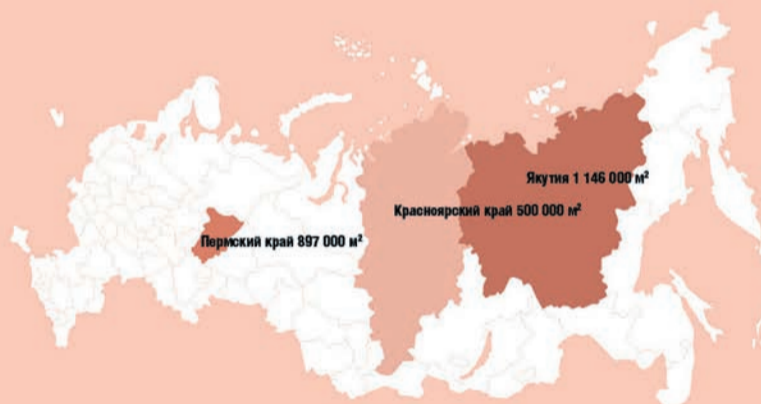 Якутия 1 146 000 м²
Красноярский край 500 000 м²
Пермский край 897 000 м²